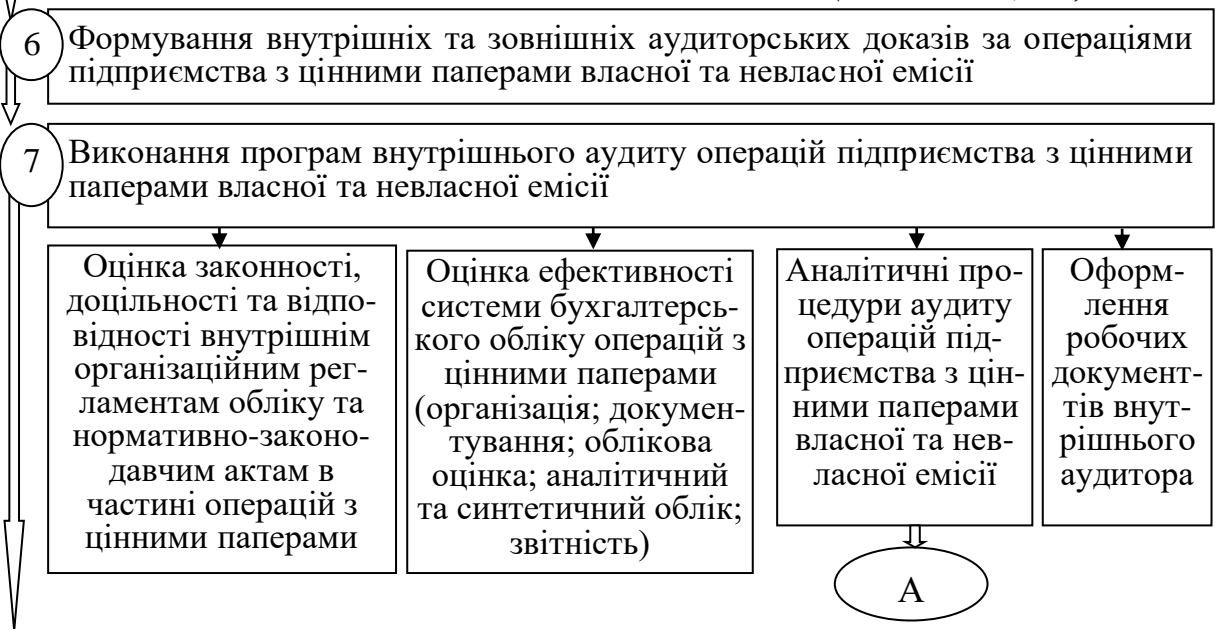 6
Формування внутрішніх та зовнішніх аудиторських доказів за операціями
підприємства з цінними паперами власної та невласної емісії
7
Виконання програм внутрішнього аудиту операцій підприємства з цінними
паперами власної та невласної емісії
Оцінка законності,
доцільності та відпо-
відності внутрішнім
організаційним рег-
ламентам обліку та
нормативно-законо-
давчим актам в
частині операцій з
цінними паперами
Оцінка ефективності
системи бухгалтерсь-
кого обліку операцій з
цінними паперами
(організація; докумен-
тування; облікова
оцінка; аналітичний
та синтетичний облік;
звітність)
Аналітичні про-
цедури аудиту
операцій під-
приємства з цін-
ними паперами
власної та нев-
ласної емісії
Оформ-
лення
робочих
документ-
тів внут-
рішнього
аудитора
А